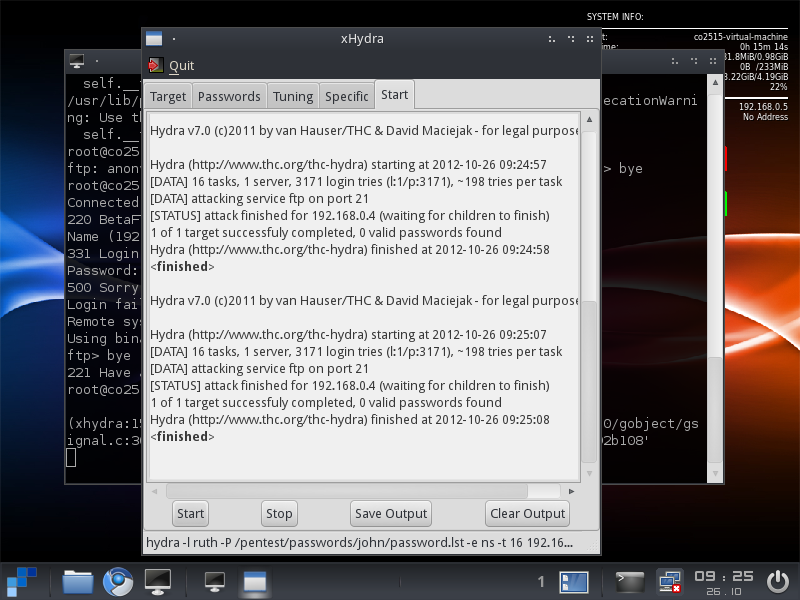 SYSTEM INFO:
co2515-virtual-machine
0h 15m 14s
31.8MiB/0.98GiB
0B /233MiB
3.22GiB/4.19GiB
22%
192.168.0.5
No Address
xHydra
Quit
Target Passwords Tuning Specific Start
Hydra v7.0 (c)2011 by van Hauser/THC & David Maciejak - for legal purpose
Hydra (http://www.thc.org/thc-hydra) starting at 2012-10-26 09:24:57
[DATA] 16 tasks, 1 server, 3171 login tries (l:1/p:3171), ~198 tries per task
[DATA] attacking service ftp on port 21
[STATUS] attack finished for 192.168.0.4 (waiting for children to finish)
1 of 1 target successfuly completed, 0 valid passwords found
Hydra (http://www.thc.org/thc-hydra) finished at 2012-10-26 09:24:58
<finished>
Hydra v7.0 (c)2011 by van Hauser/THC & David Maciejak - for legal purpose
Hydra (http://www.thc.org/thc-hydra) starting at 2012-10-26 09:25:07
[DATA] 16 tasks, 1 server, 3171 login tries (l:1/p:3171), ~198 tries per task
[DATA] attacking service ftp on port 21
[STATUS] attack finished for 192.168.0.4 (waiting for children to finish)
1 of 1 target successfuly completed, 0 valid passwords found
Hydra (http://www.thc.org/thc-hydra) finished at 2012-10-26 09:25:08
<finished>
Start Stop Save Output Clear Output
hydra -l ruth -P /pentest/passwords/john/password.lst -e ns -t 16 192.16...
self.__
/usr/lib/ ecationWarni
ng: Use th
self.__
root@co25
ftp: anon > bye
root@co25
Connected
220 BetaF
Name (192
331 Login
Password:
500 Sorry
Login fai
Remote sy
Using bin
ftp> bye
221 Have
root@co25
(xhydra:15 0/gobject/gs
ignal.c:30 02b108'
1
09 : 25
26 . 10